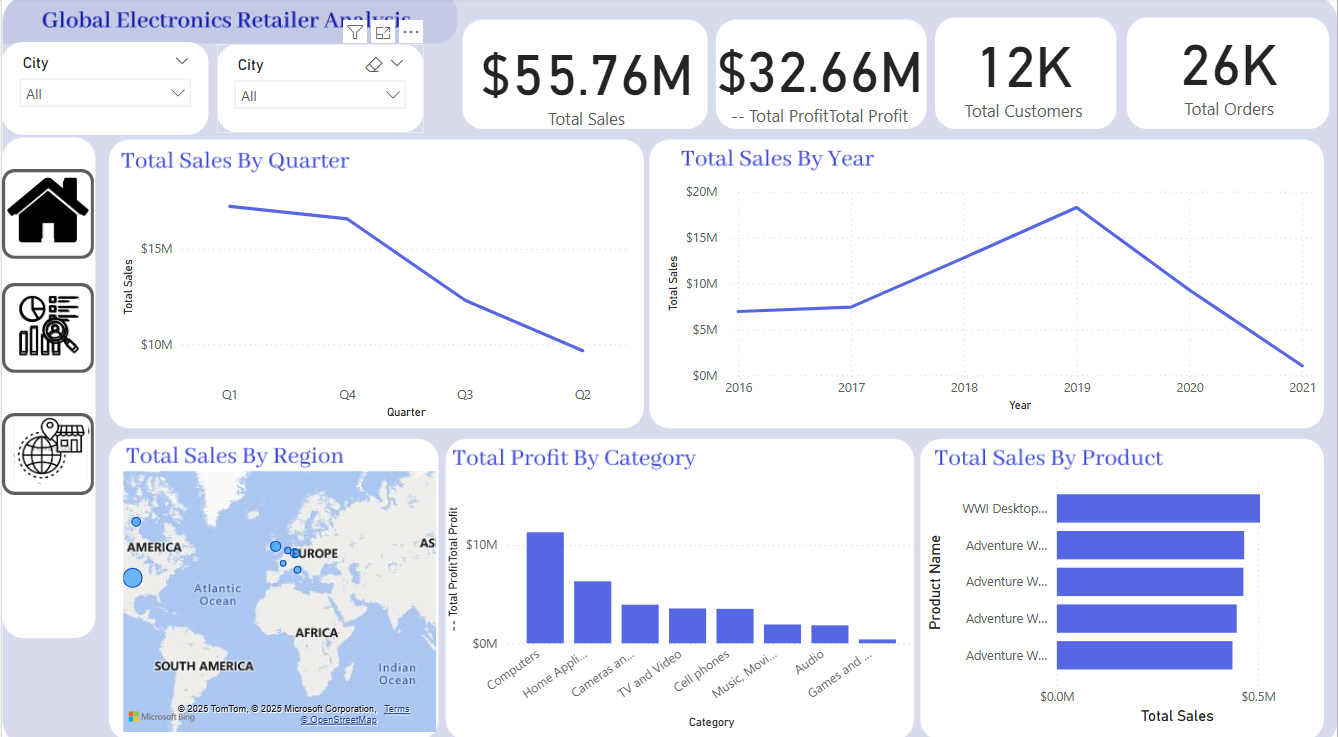 Global Electronics Retailer Analysis
City
All
City
All
$55.76M
Total Sales
$32.66M
-- Total ProfitTotal Profit
12K
Total Customers
26K
Total Orders
Total Sales By Quarter
Total Sales
$15M
$10M
Q1
Q4
Q3
Q2
Quarter
Total Sales By Year
Total Sales
$20M
$15M
$10M
$5M
$0M
2016
2017
2018
2019
2020
2021
Year
Total Sales By Region
AMERICA
EUROPE
AS
Atlantic
Ocean
AFRICA
SOUTH AMERICA
Indian
Ocean
© 2025 TomTom, © 2025 Microsoft Corporation, Terms
Microsoft Bing
© OpenStreetMap
Total Profit By Category
-- Total ProfitTotal Profit
$10M
$0M
Computers
Home Appli...
Cameras an...
TV and Video
Cell phones
Music, Movi...
Audio
Games and ...
Category
Total Sales By Product
Product Name
WWI Desktop...
Adventure W...
Adventure W...
Adventure W...
Adventure W...
$0.0M
$0.5M
Total Sales